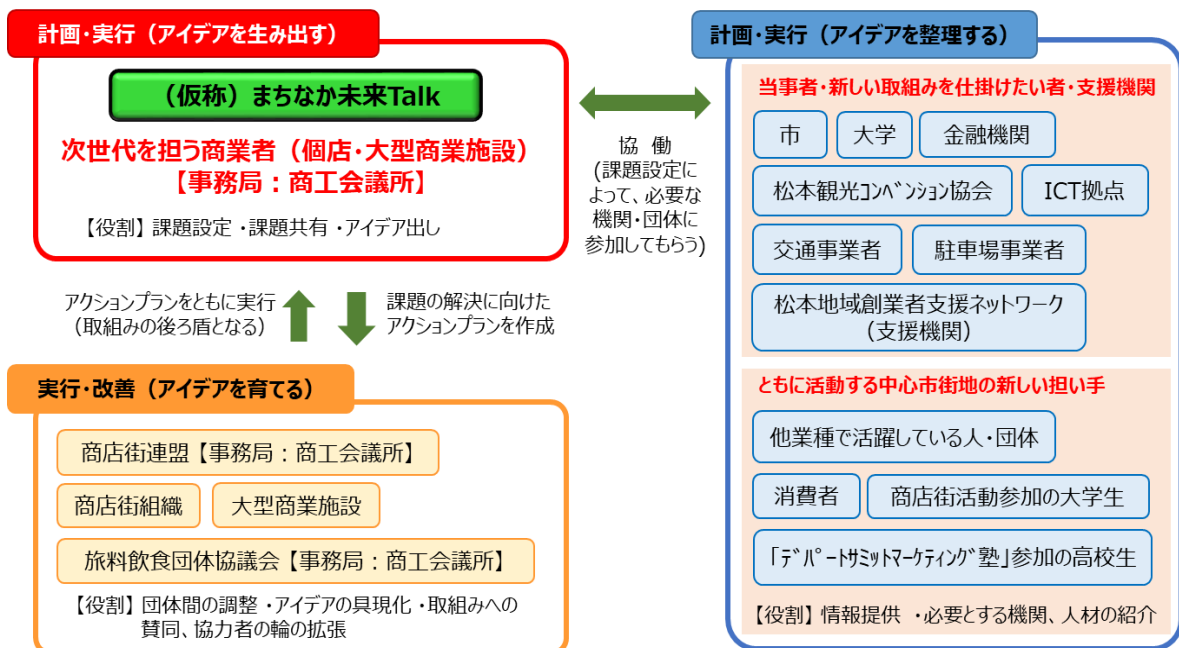 計画・実行（アイデアを生み出す）
（仮称）まちなか未来Talk
次世代を担う商業者（個店・大型商業施設）
【事務局：商工会議所】
【役割】課題設定 ・課題共有 ・アイデア出し
協 働
(課題設定に
よって、必要な
機関・団体に
参加してもらう)
アクションプランをともに実行
（取組みの後ろ盾となる）
課題の解決に向けた
アクションプランを作成
実行・改善（アイデアを育てる）
商店街連盟【事務局：商工会議所】
商店街組織
大型商業施設
旅料飲食団体協議会【事務局：商工会議所】
【役割】団体間の調整 ・アイデアの具現化 ・取組みへの
賛同、協力者の輪の拡張
計画・実行（アイデアを整理する）
当事者・新しい取組みを仕掛けたい者・支援機関
市
大学
金融機関
松本観光ｺﾝﾍﾞﾝｼｮﾝ協会
ICT拠点
交通事業者
駐車場事業者
松本地域創業者支援ネットワーク
(支援機関)
ともに活動する中心市街地の新しい担い手
他業種で活躍している人・団体
消費者
商店街活動参加の大学生
「ﾃﾞﾊﾟｰﾄｻﾐｯﾄﾏｰｹﾃｨﾝｸﾞ塾」参加の高校生
【役割】情報提供 ・必要とする機関、人材の紹介